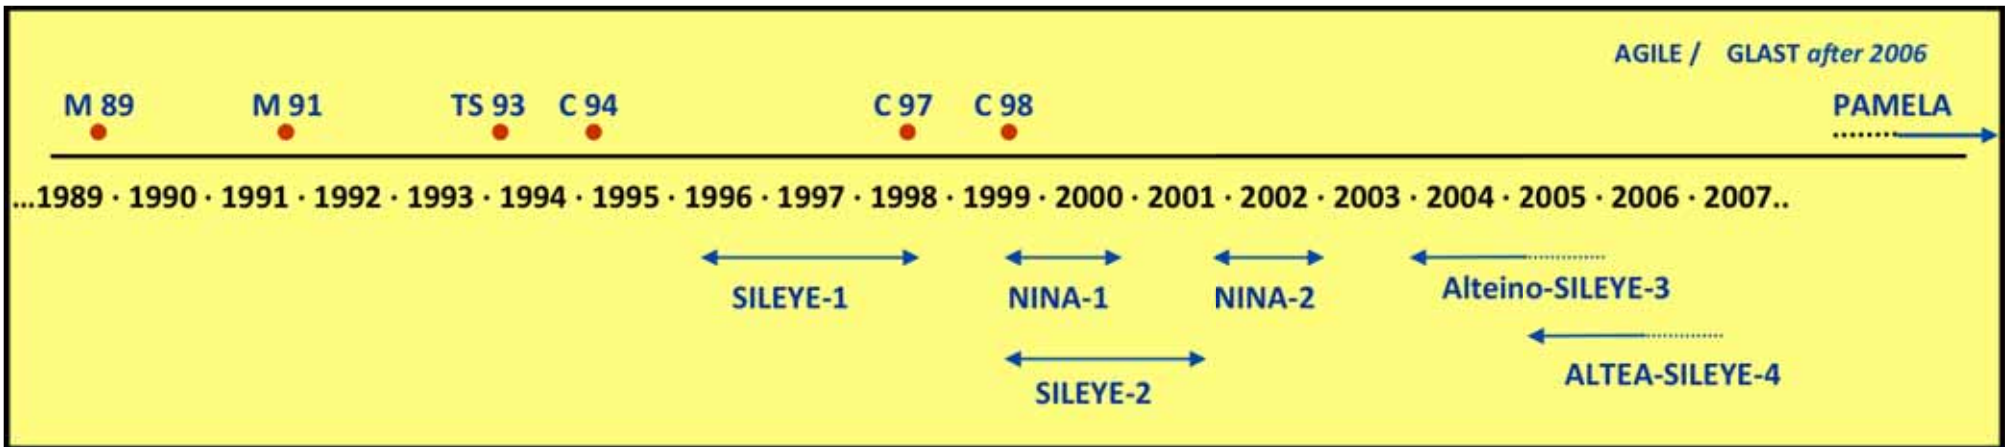 AGILE / GLAST after 2006
M 89 M 91 TS 93 C 94 C 97 C 98 PAMELA
...1989 · 1990 · 1991 · 1992 · 1993 · 1994 · 1995 · 1996 · 1997 · 1998 · 1999 · 2000 · 2001 · 2002 · 2003 · 2004 · 2005 · 2006 · 2007..
SILEYE-1 NINA-1 NINA-2 Alteino-SILEYE-3
SILEYE-2 ALTEA-SILEYE-4